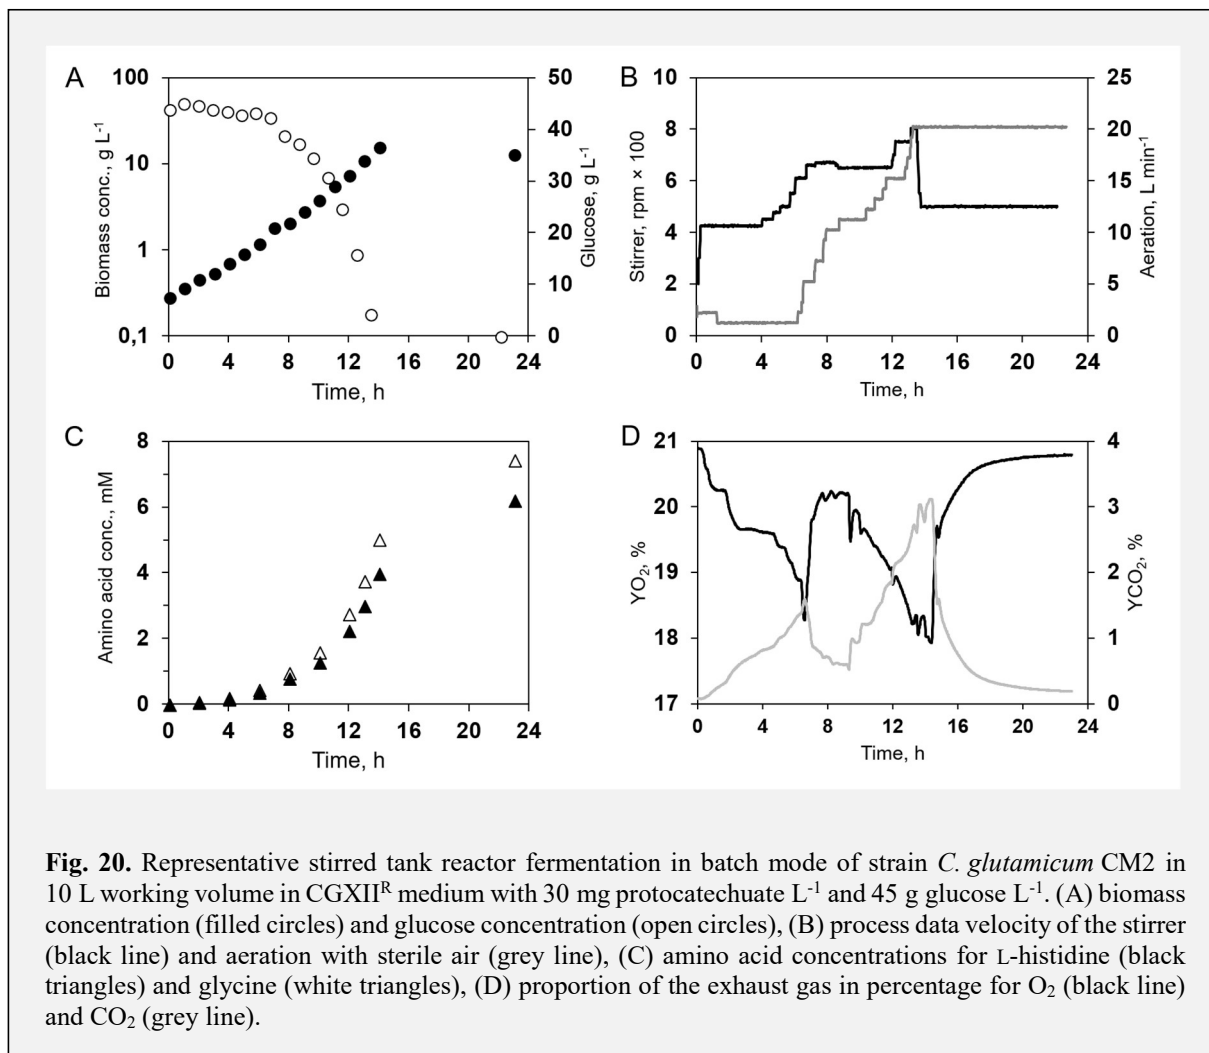 A
100
10
1
0,1
Biomass conc., g L⁻¹
50
40
30
20
10
0
Glucose, g L⁻¹
0 4 8 12 16 20 24
Time, h
B
10
8
6
4
2
0
Stirrer, rpm × 100
25
20
15
10
5
0
Aeration, L min⁻¹
0 4 8 12 16 20 24
Time, h
C
8
6
4
2
0
Amino acid conc., mM
0 4 8 12 16 20 24
Time, h
D
21
20
19
18
17
YO₂, %
4
3
2
1
0
YCO₂, %
0 4 8 12 16 20 24
Time, h
Fig. 20. Representative stirred tank reactor fermentation in batch mode of strain C. glutamicum CM2 in
10 L working volume in CGXIIᴿ medium with 30 mg protocatechuate L⁻¹ and 45 g glucose L⁻¹. (A) biomass
concentration (filled circles) and glucose concentration (open circles), (B) process data velocity of the stirrer
(black line) and aeration with sterile air (grey line), (C) amino acid concentrations for L-histidine (black
triangles) and glycine (white triangles), (D) proportion of the exhaust gas in percentage for O₂ (black line)
and CO₂ (grey line).